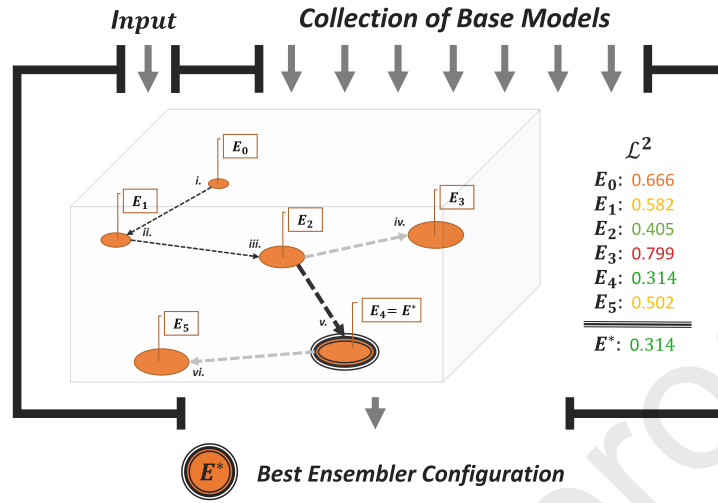 Input
Collection of Base Models
E₀
i.
E₁
ii.
E₂
iii.
E₃
iv.
E₄ = E*
v.
E₅
vi.
ℒ²
E₀: 0.666
E₁: 0.582
E₂: 0.405
E₃: 0.799
E₄: 0.314
E₅: 0.502
E*: 0.314
E* Best Ensembler Configuration